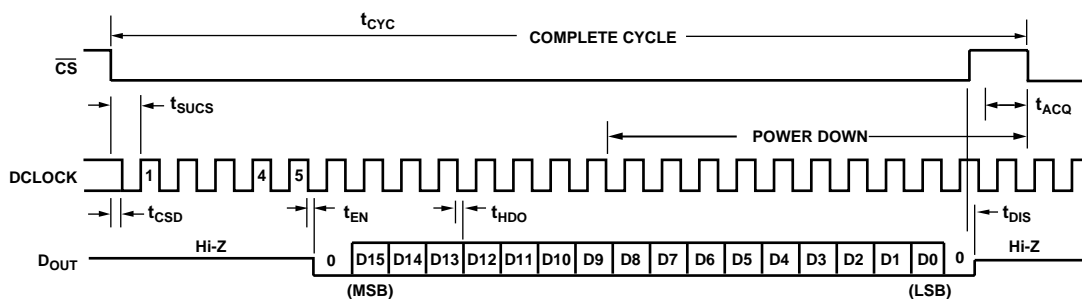 tCYC
COMPLETE CYCLE
CS
tSUCS
tACQ
POWER DOWN
DCLOCK
1 4 5
tCSD
tEN
tHDO
tDIS
Hi-Z
Hi-Z
DOUT
0 D15 D14 D13 D12 D11 D10 D9 D8 D7 D6 D5 D4 D3 D2 D1 D0 0
(MSB) (LSB)